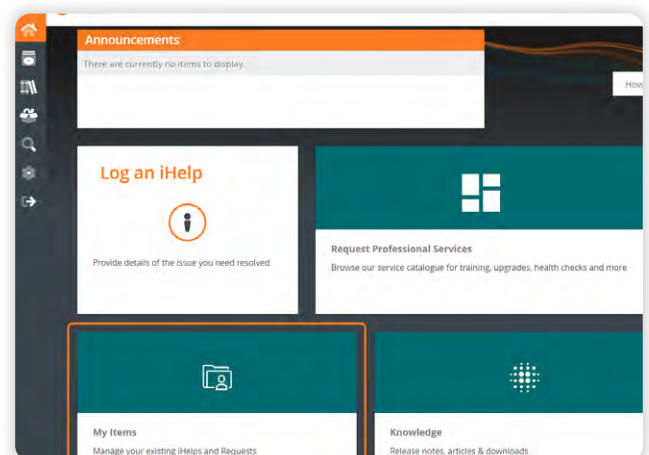 Announcements
There are currently no items to display.
How
Log an iHelp
Provide details of the issue you need resolved
Request Professional Services
Browse our service catalogue for training, upgrades, health checks and more
My Items
Manage your existing iHelps and Requests
Knowledge
Release notes, articles & downloads